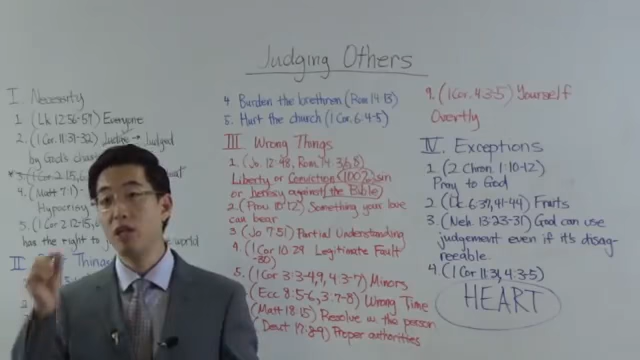 Judging Others
I. Necessity
1. (Lk. 12:56-57) Everyone
2. (1 Cor. 11:31-32) Judge → Judged
by God's
4. (Matt 7:1)
Hypocrisy
5. (1 Cor 2:12-15,
has the right to world
II. Things
4. Burden the brethren (Rom 14:13)
5. Hurt the church (1 Cor. 6:4-5)
III. Wrong Things
1. (Jo. 12:48, Rom 14:3,6,8)
Liberty or Conviction (100%) sin
or heresy against the Bible
2. (Prov 10:12) Something your love
can bear
3. (Jo 7:51) Partial Understanding
4. (1 Cor 10:29 Legitimate Fault
-30)
5. (1 Cor 3:3-4,9, 4:3-7) Minors
(Ecc 8:5-6, 3:7-8) Wrong Time
(Matt 18:15) Resolve w. the person
(Deut 17:8-9) Proper authorities
9. (1 Cor. 4:3-5) Yourself
Overtly
IV. Exceptions
1. (2 Chron. 1:10-12)
Pray to God
2. (Lk. 6:37, 41-44) Fruits
3. (Neh. 13:23-31) God can use
judgement even if it's disag-
reeable.
4. (1 Cor. 11:31, 4:3-5)
HEART